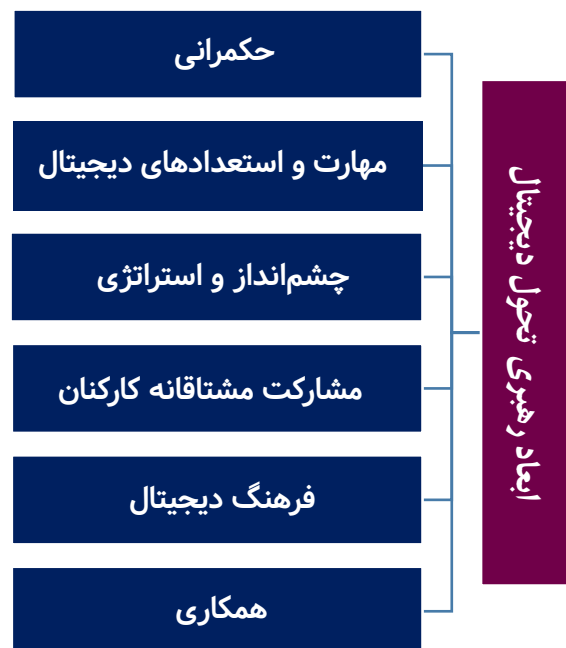 ابعاد رهبری تحول دیجیتال
حکمرانی
مهارت و استعدادهای دیجیتال
چشم‌انداز و استراتژی
مشارکت مشتاقانه کارکنان
فرهنگ دیجیتال
همکاری